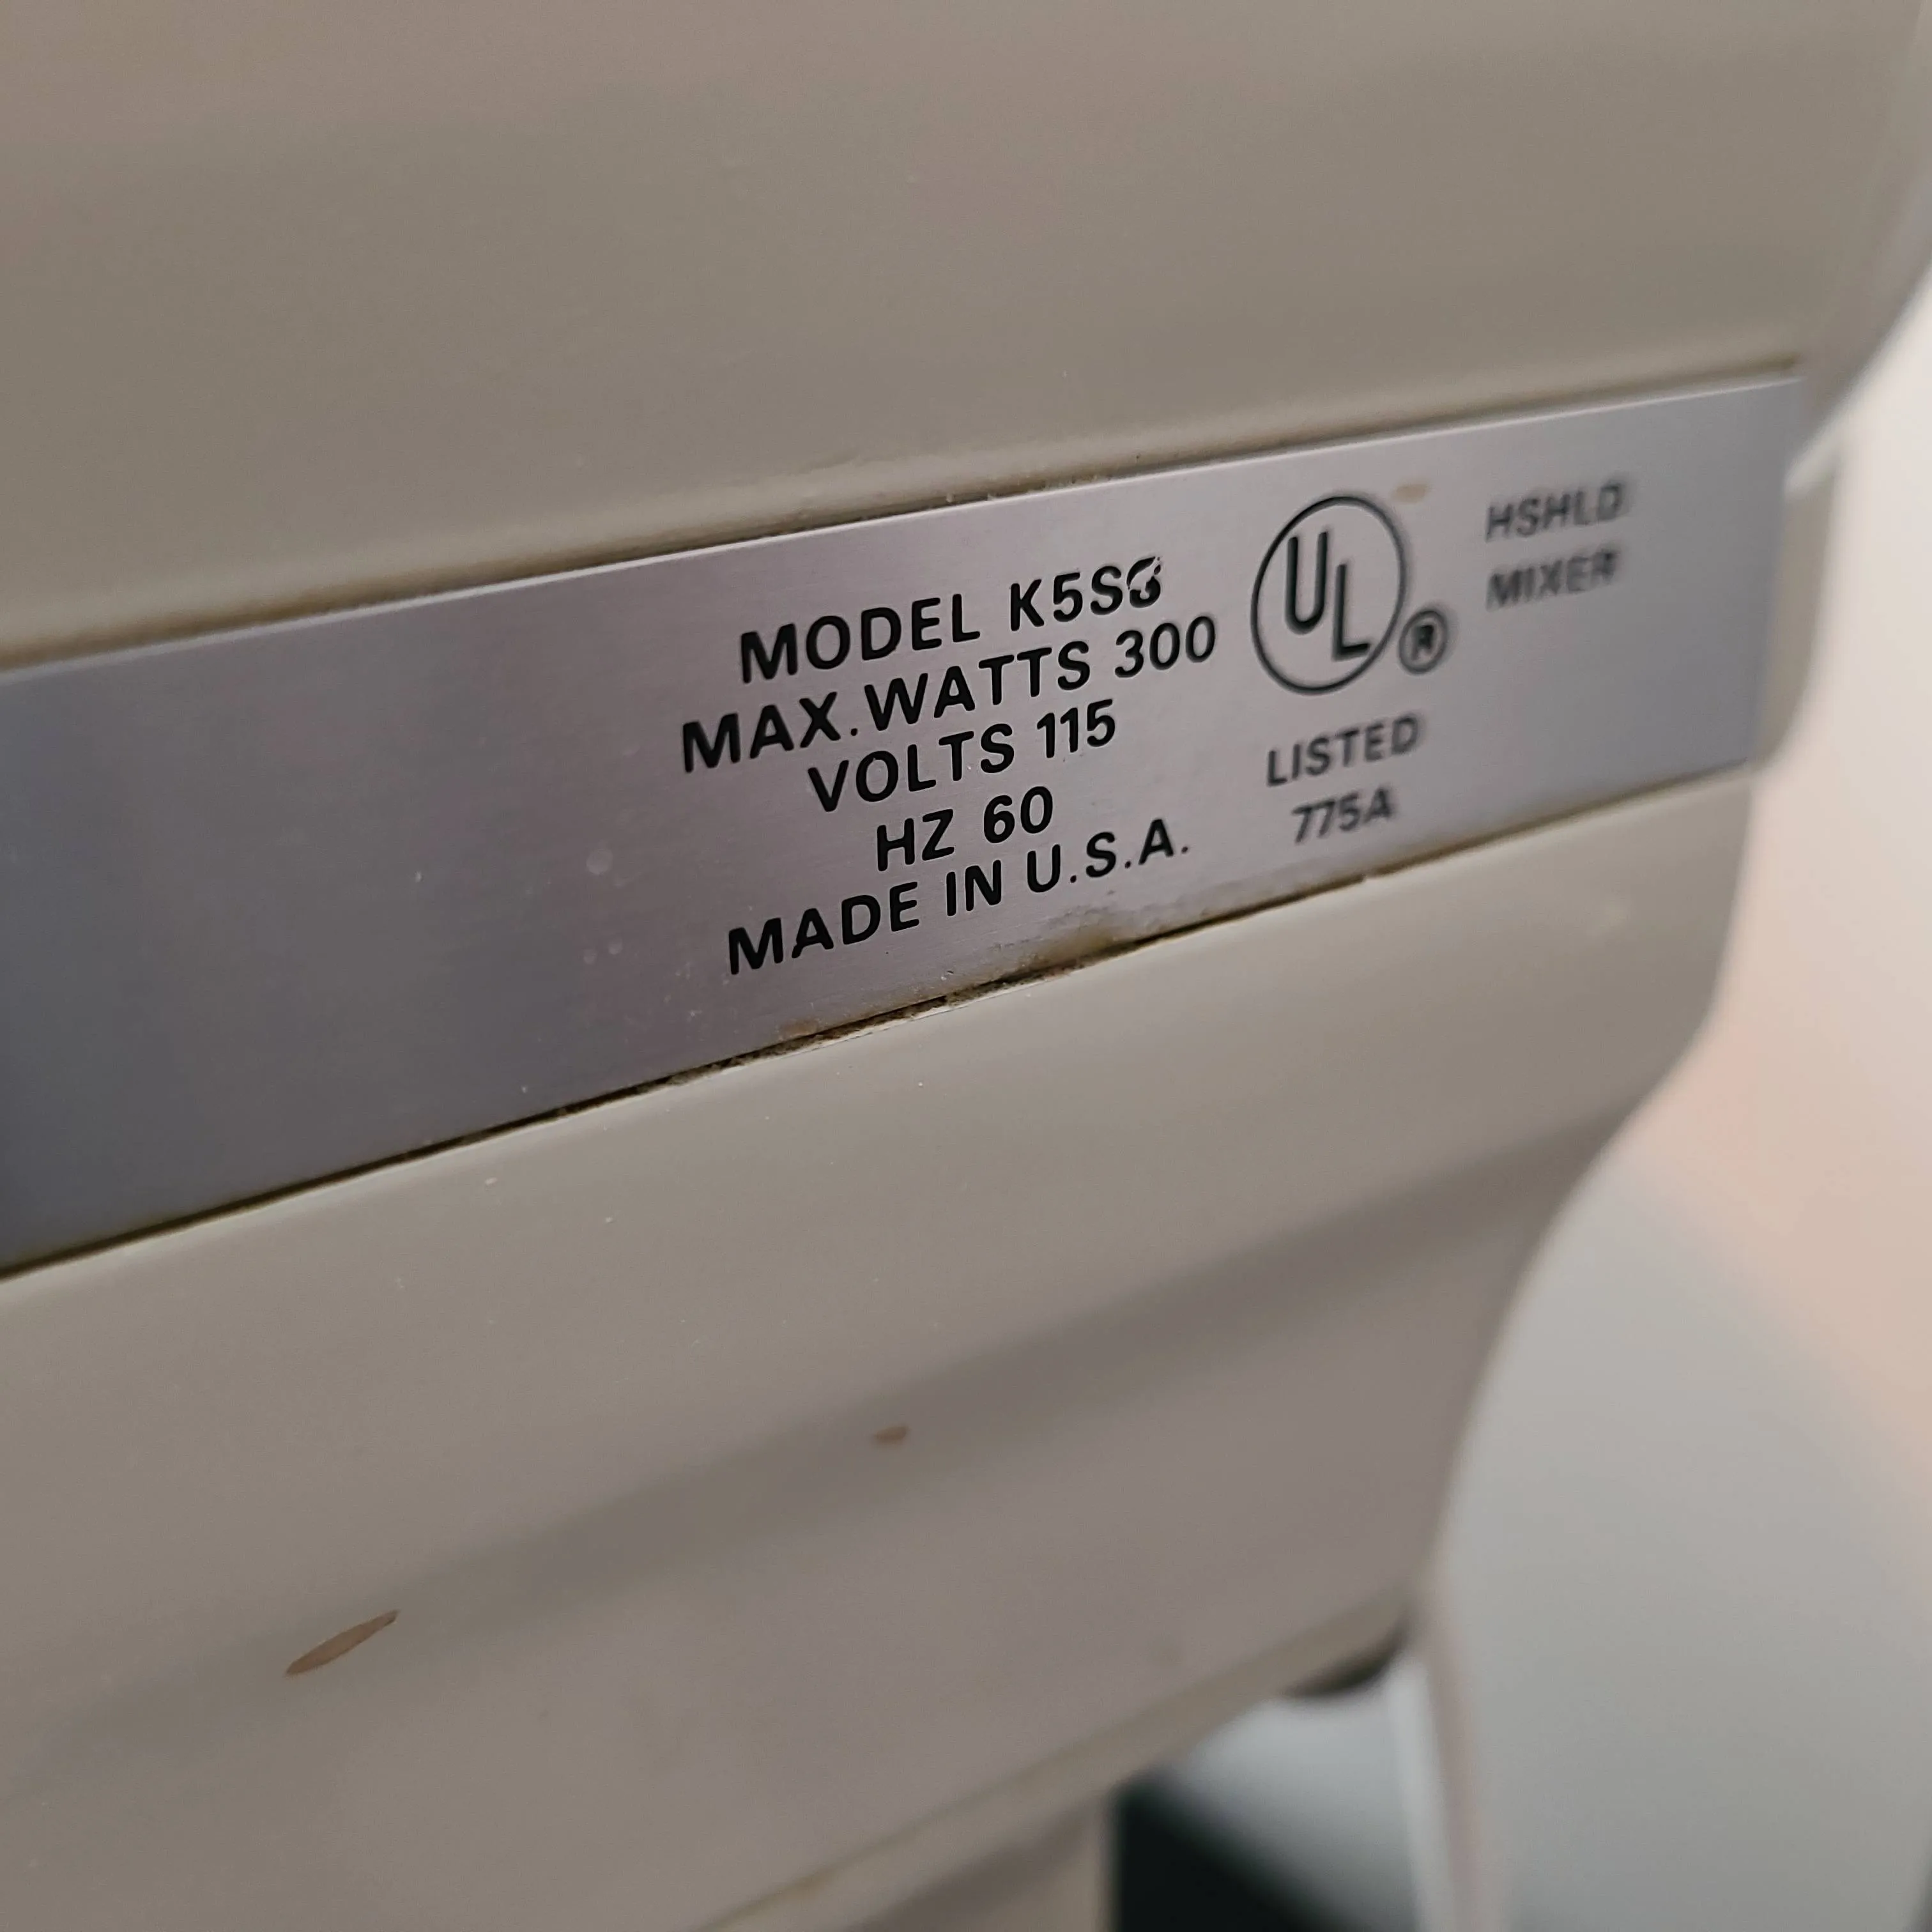 MODEL K5SS
MAX.WATTS 300
VOLTS 115
HZ 60
MADE IN U.S.A.
UL ®
LISTED
775A
HSHLD
MIXER